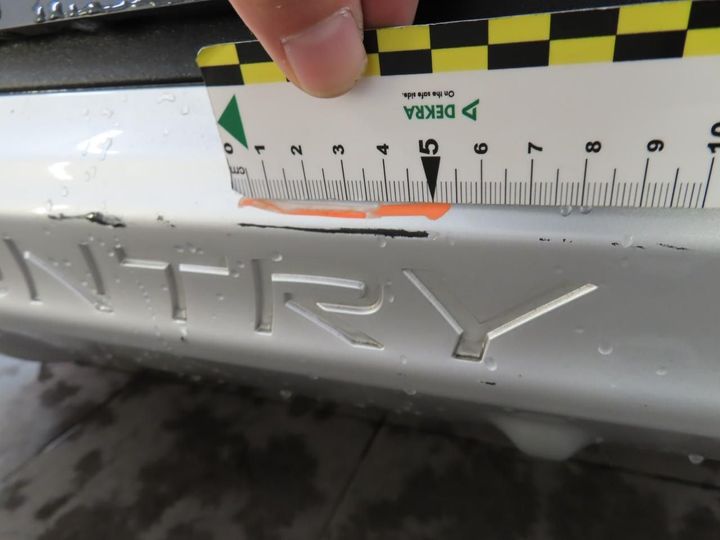 On the safe side.
DEKRA
0 1 2 3 4 5 6 7 8 9 10
cm
NTRY